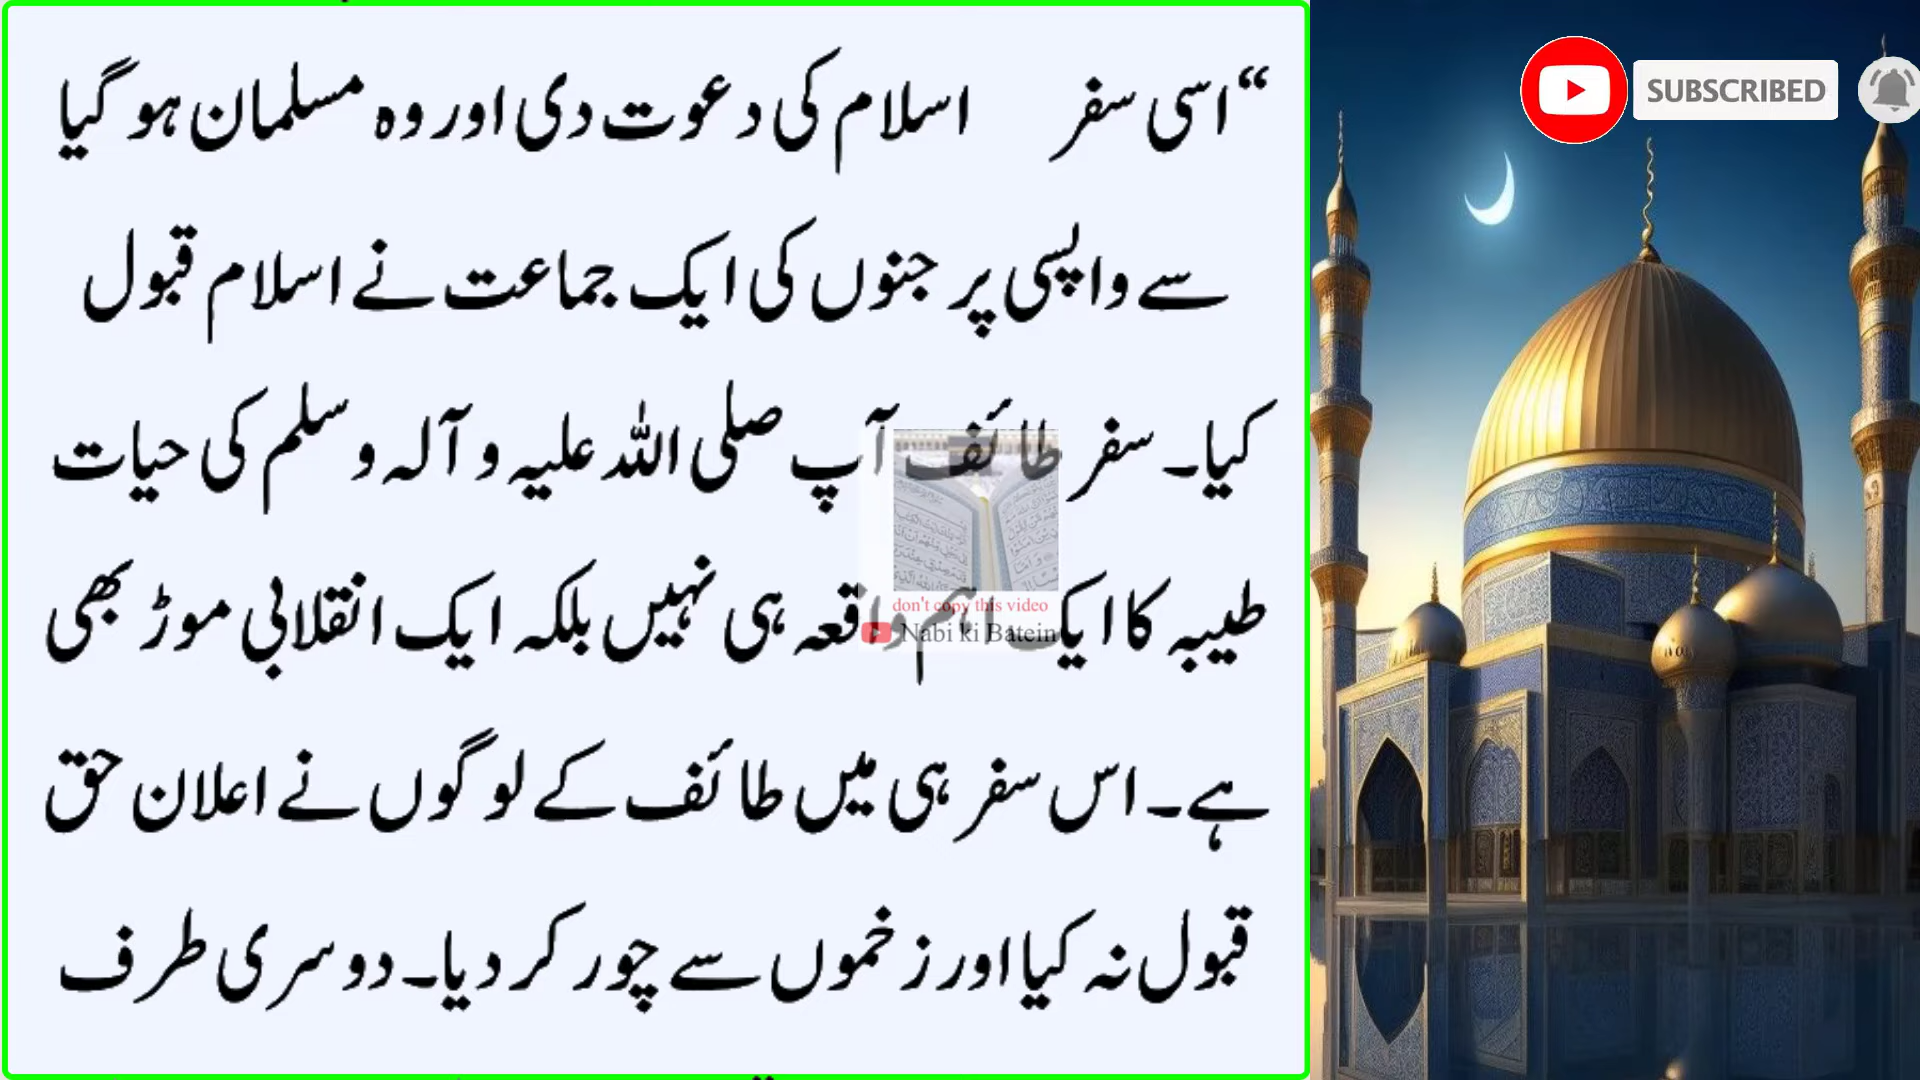 “اسی سفر اسلام کی دعوت دی اور وہ مسلمان ہو گیا
سے واپسی پر جنوں کی ایک جماعت نے اسلام قبول
کیا۔ سفر طائف آپ صلی اللہ علیہ و آلہ و سلم کی حیات
طیبہ کا ایک اہم واقعہ ہی نہیں بلکہ ایک انقلابی موڑ بھی
ہے۔ اس سفر ہی میں طائف کے لوگوں نے اعلان حق
قبول نہ کیا اور زخموں سے چور کر دیا۔ دوسری طرف
don't copy this video
Nabi ki Batein
SUBSCRIBED